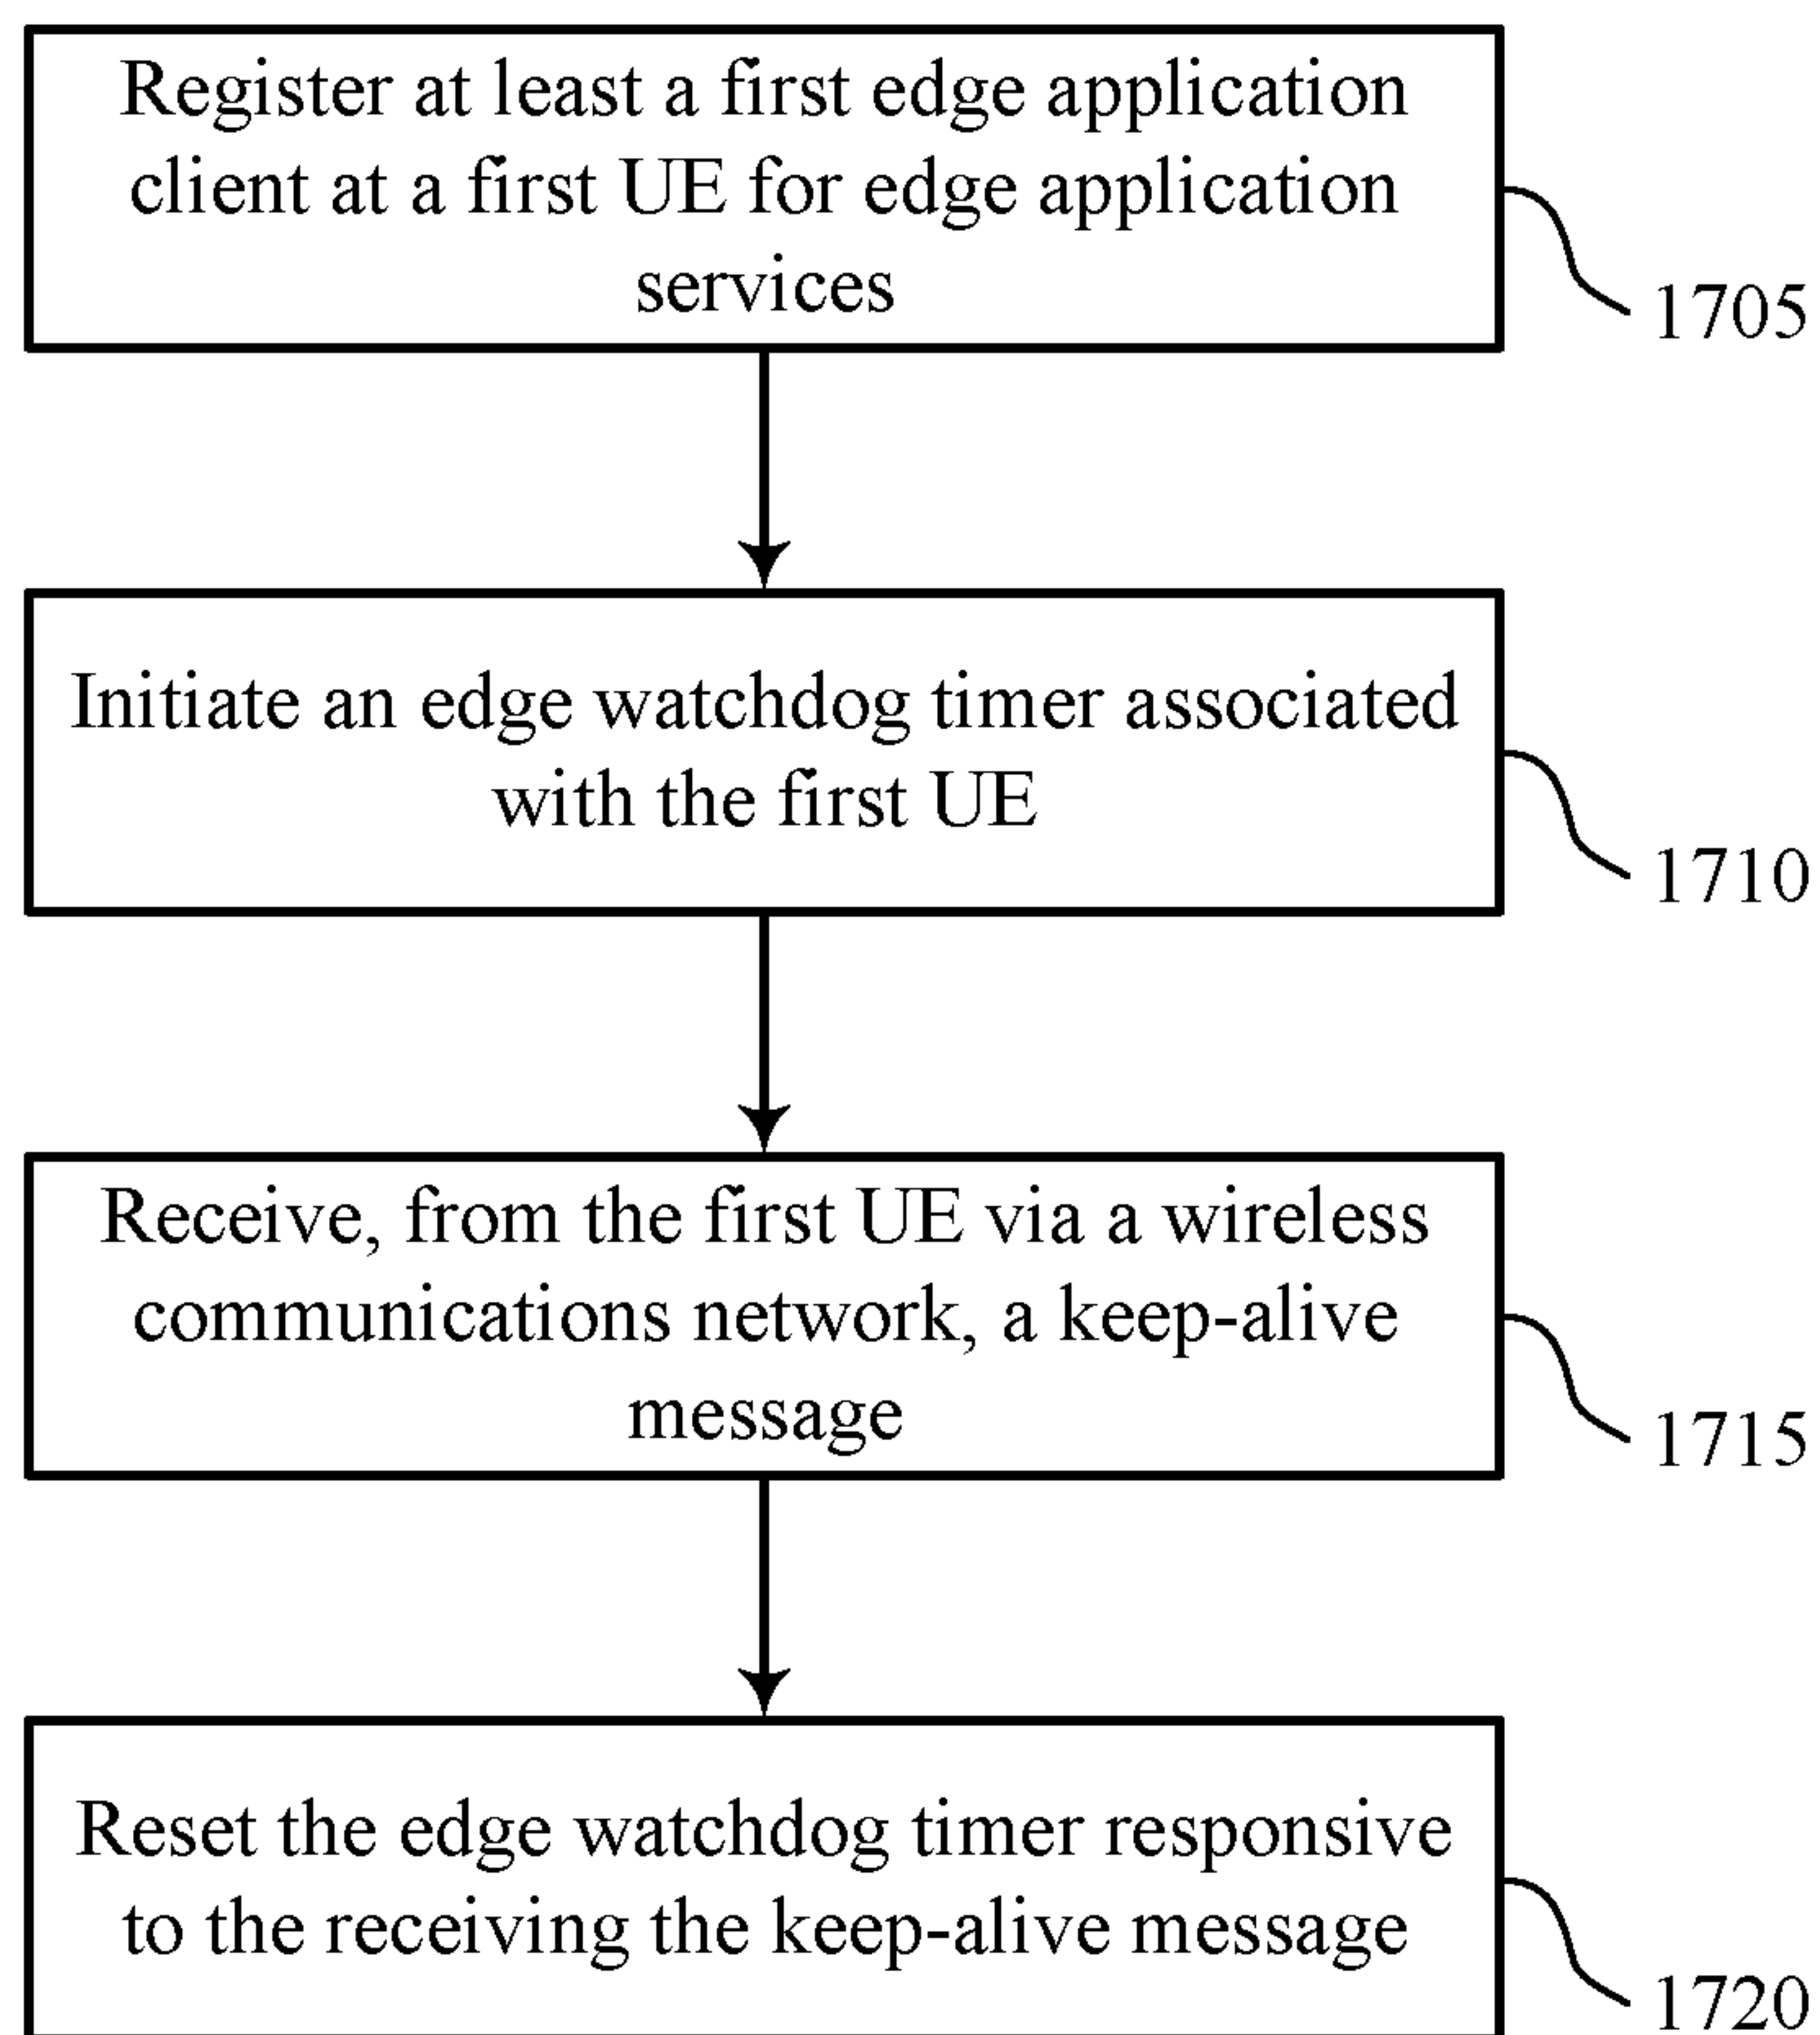 Register at least a first edge application
client at a first UE for edge application
services
1705
Initiate an edge watchdog timer associated
with the first UE
1710
Receive, from the first UE via a wireless
communications network, a keep-alive
message
1715
Reset the edge watchdog timer responsive
to the receiving the keep-alive message
1720